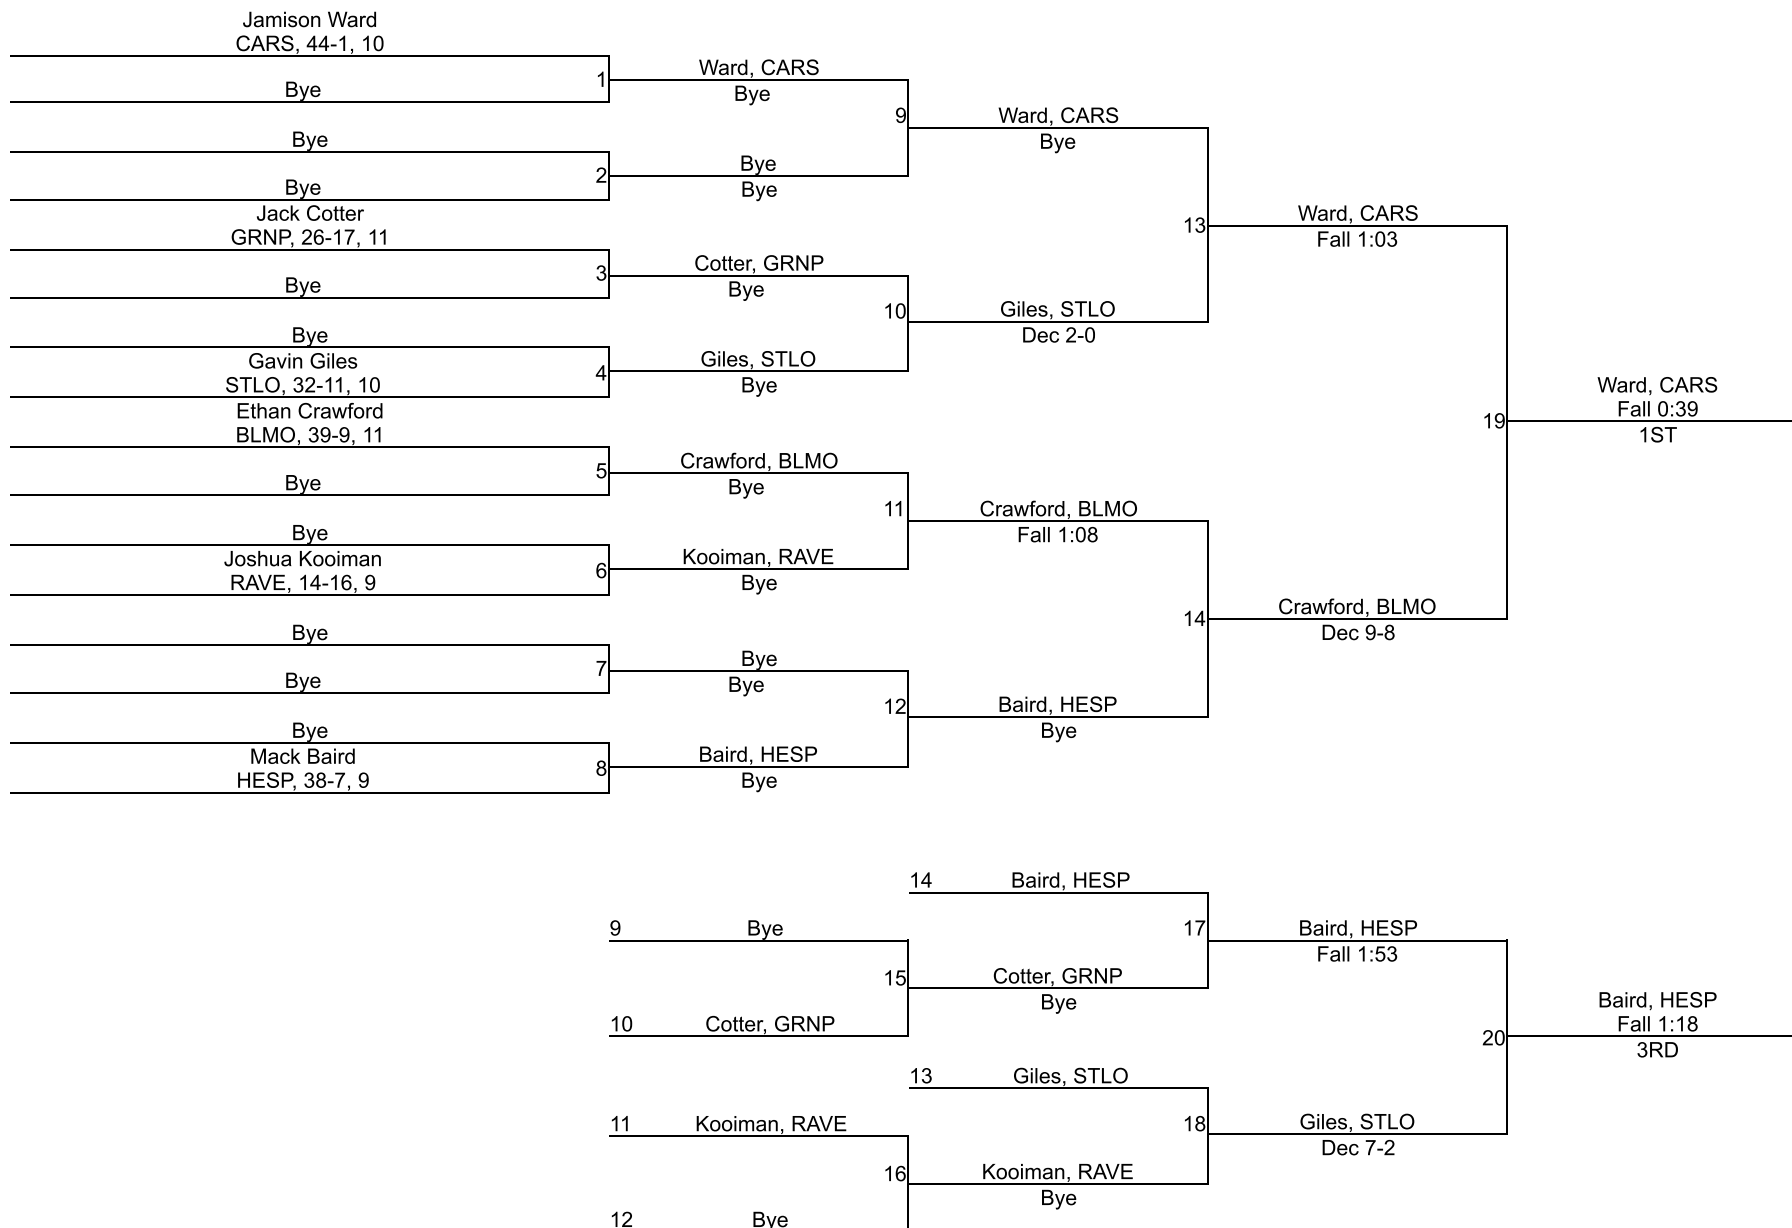 Jamison Ward
CARS, 44-1, 10
Bye
1
Ward, CARS
Bye
9
Ward, CARS
Bye
Bye
Bye
2
Bye
Bye
13
Ward, CARS
Fall 1:03
Jack Cotter
GRNP, 26-17, 11
Bye
3
Cotter, GRNP
Bye
10
Giles, STLO
Dec 2-0
Bye
Gavin Giles
STLO, 32-11, 10
4
Giles, STLO
Bye
19
Ward, CARS
Fall 0:39
1ST
Ethan Crawford
BLMO, 39-9, 11
Bye
5
Crawford, BLMO
Bye
11
Crawford, BLMO
Fall 1:08
Bye
Joshua Kooiman
RAVE, 14-16, 9
6
Kooiman, RAVE
Bye
14
Crawford, BLMO
Dec 9-8
Bye
Bye
7
Bye
Bye
12
Baird, HESP
Bye
Bye
Mack Baird
HESP, 38-7, 9
8
Baird, HESP
Bye
14 Baird, HESP
9 Bye
17
Baird, HESP
Fall 1:53
15
Cotter, GRNP
Bye
10 Cotter, GRNP
20
Baird, HESP
Fall 1:18
3RD
13 Giles, STLO
11 Kooiman, RAVE
18
Giles, STLO
Dec 7-2
16
Kooiman, RAVE
Bye
12 Bye